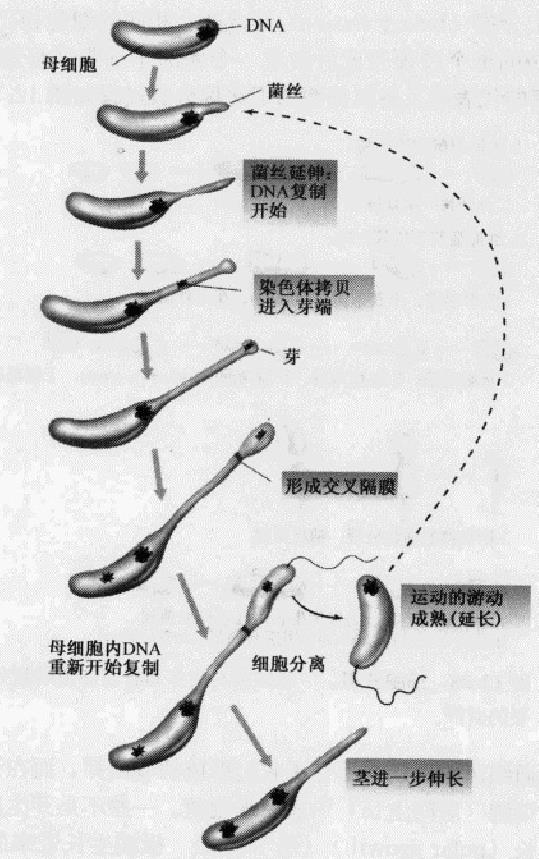 DNA
母细胞
菌丝
菌丝延伸:
DNA复制
开始
染色体拷贝
进入芽端
芽
形成交叉隔膜
运动的游动
成熟(延长)
母细胞内DNA
重新开始复制
细胞分离
茎进一步伸长